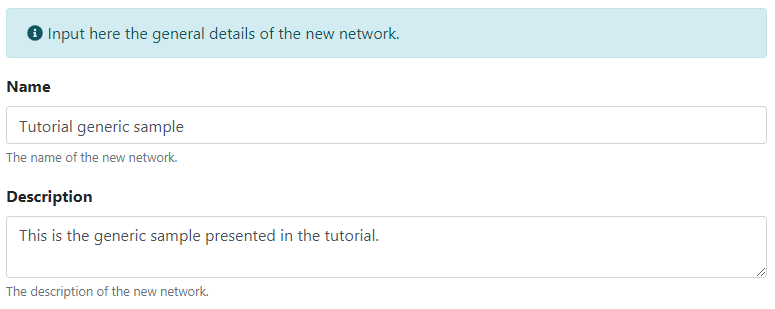 Input here the general details of the new network.
Name
Tutorial generic sample
The name of the new network.
Description
This is the generic sample presented in the tutorial.
The description of the new network.